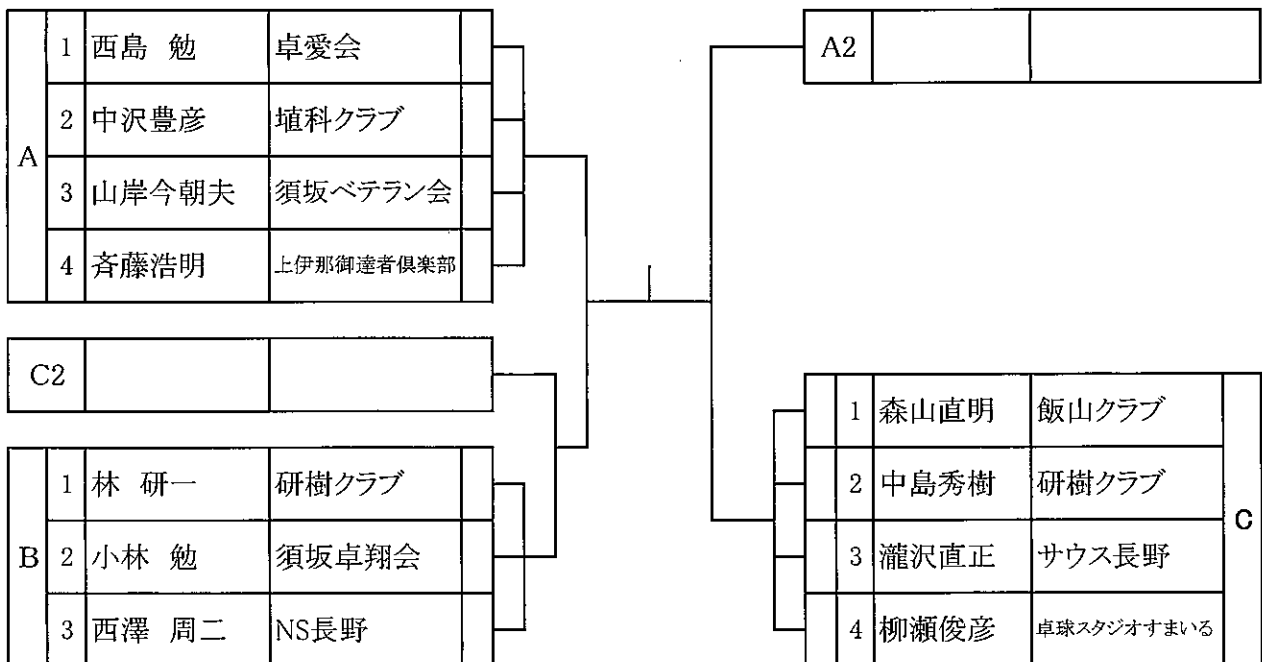 A
1 西島 勉 卓愛会
2 中沢豊彦 埴科クラブ
3 山岸今朝夫 須坂ベテラン会
4 斉藤浩明 上伊那御達者倶楽部
C2
B
1 林 研一 研樹クラブ
2 小林 勉 須坂卓翔会
3 西澤 周二 NS長野
A2
C
1 森山直明 飯山クラブ
2 中島秀樹 研樹クラブ
3 瀧沢直正 サウス長野
4 柳瀬俊彦 卓球スタジオすまいる